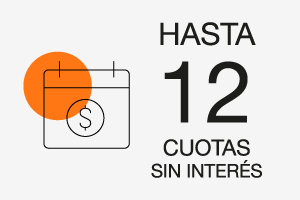 HASTA
12
CUOTAS
SIN INTERÉS
$